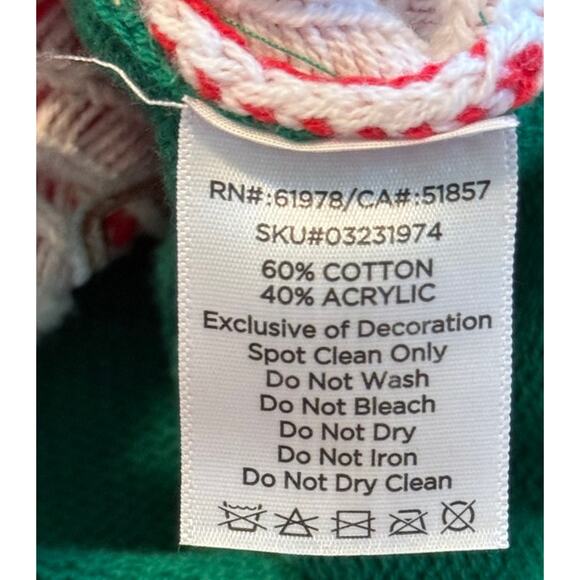 RN#:61978/CA#:51857
SKU#03231974
60% COTTON
40% ACRYLIC
Exclusive of Decoration
Spot Clean Only
Do Not Wash
Do Not Bleach
Do Not Dry
Do Not Iron
Do Not Dry Clean